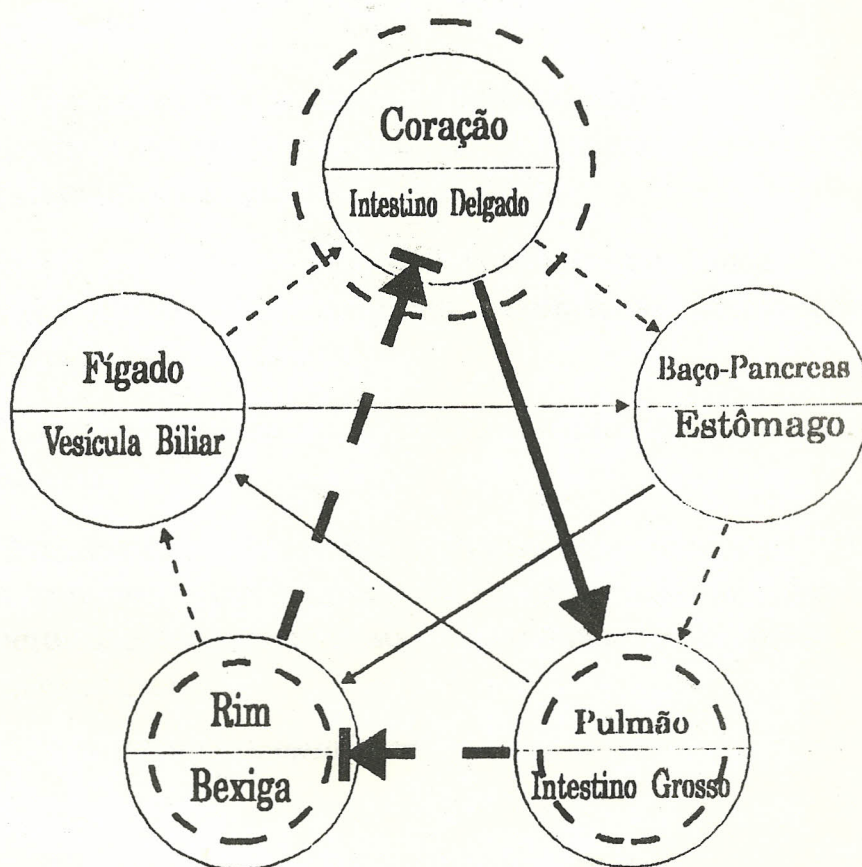 Coração
Intestino Delgado
Fígado
Vesícula Biliar
Baço-Pancreas
Estômago
Rim
Bexiga
Pulmão
Intestino Grosso